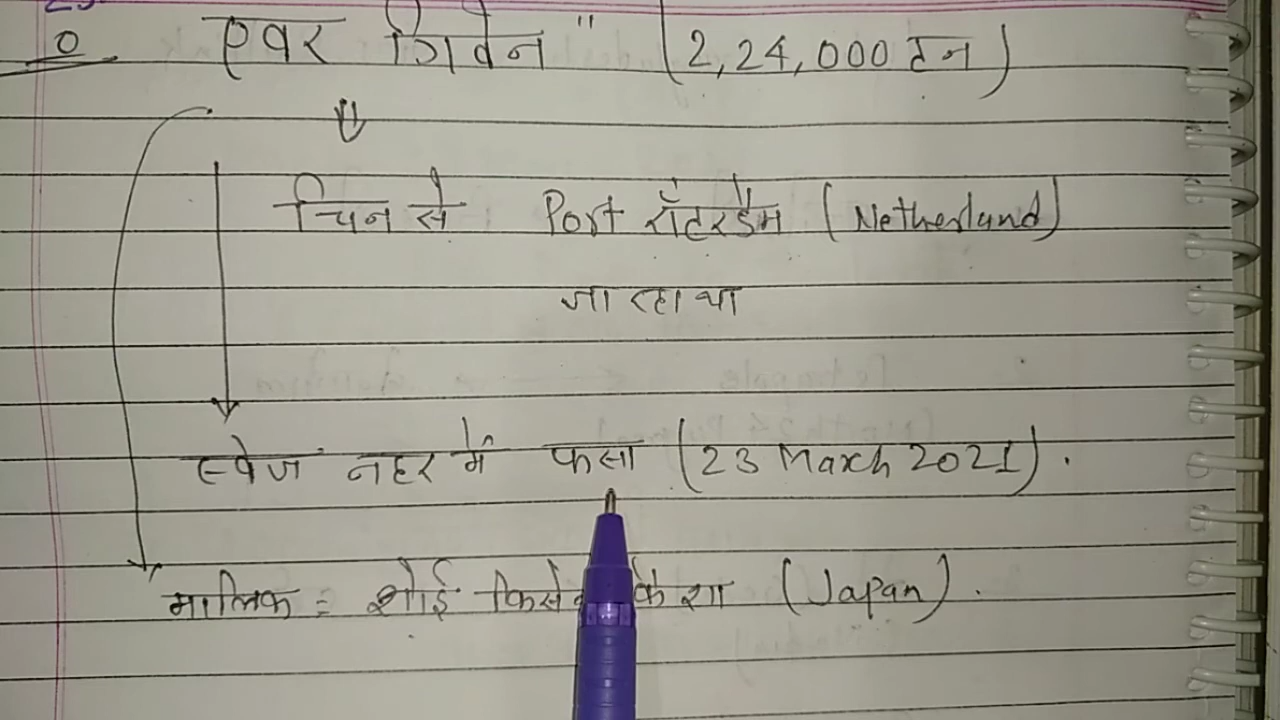 एवर गिवेन" (2,24,000 टन)
चिन से Port रॉटरडॅम (Netherland)
जा रहा था
स्वेज नहर में फसा (23 March 2021).
मालिक = शोई के शा (Japan).